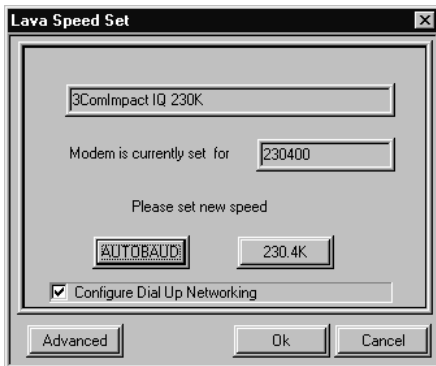 Lava Speed Set
3ComImpact IQ 230K
Modem is currently set for 230400
Please set new speed
AUTOBAUD 230.4K
Configure Dial Up Networking
Advanced Ok Cancel